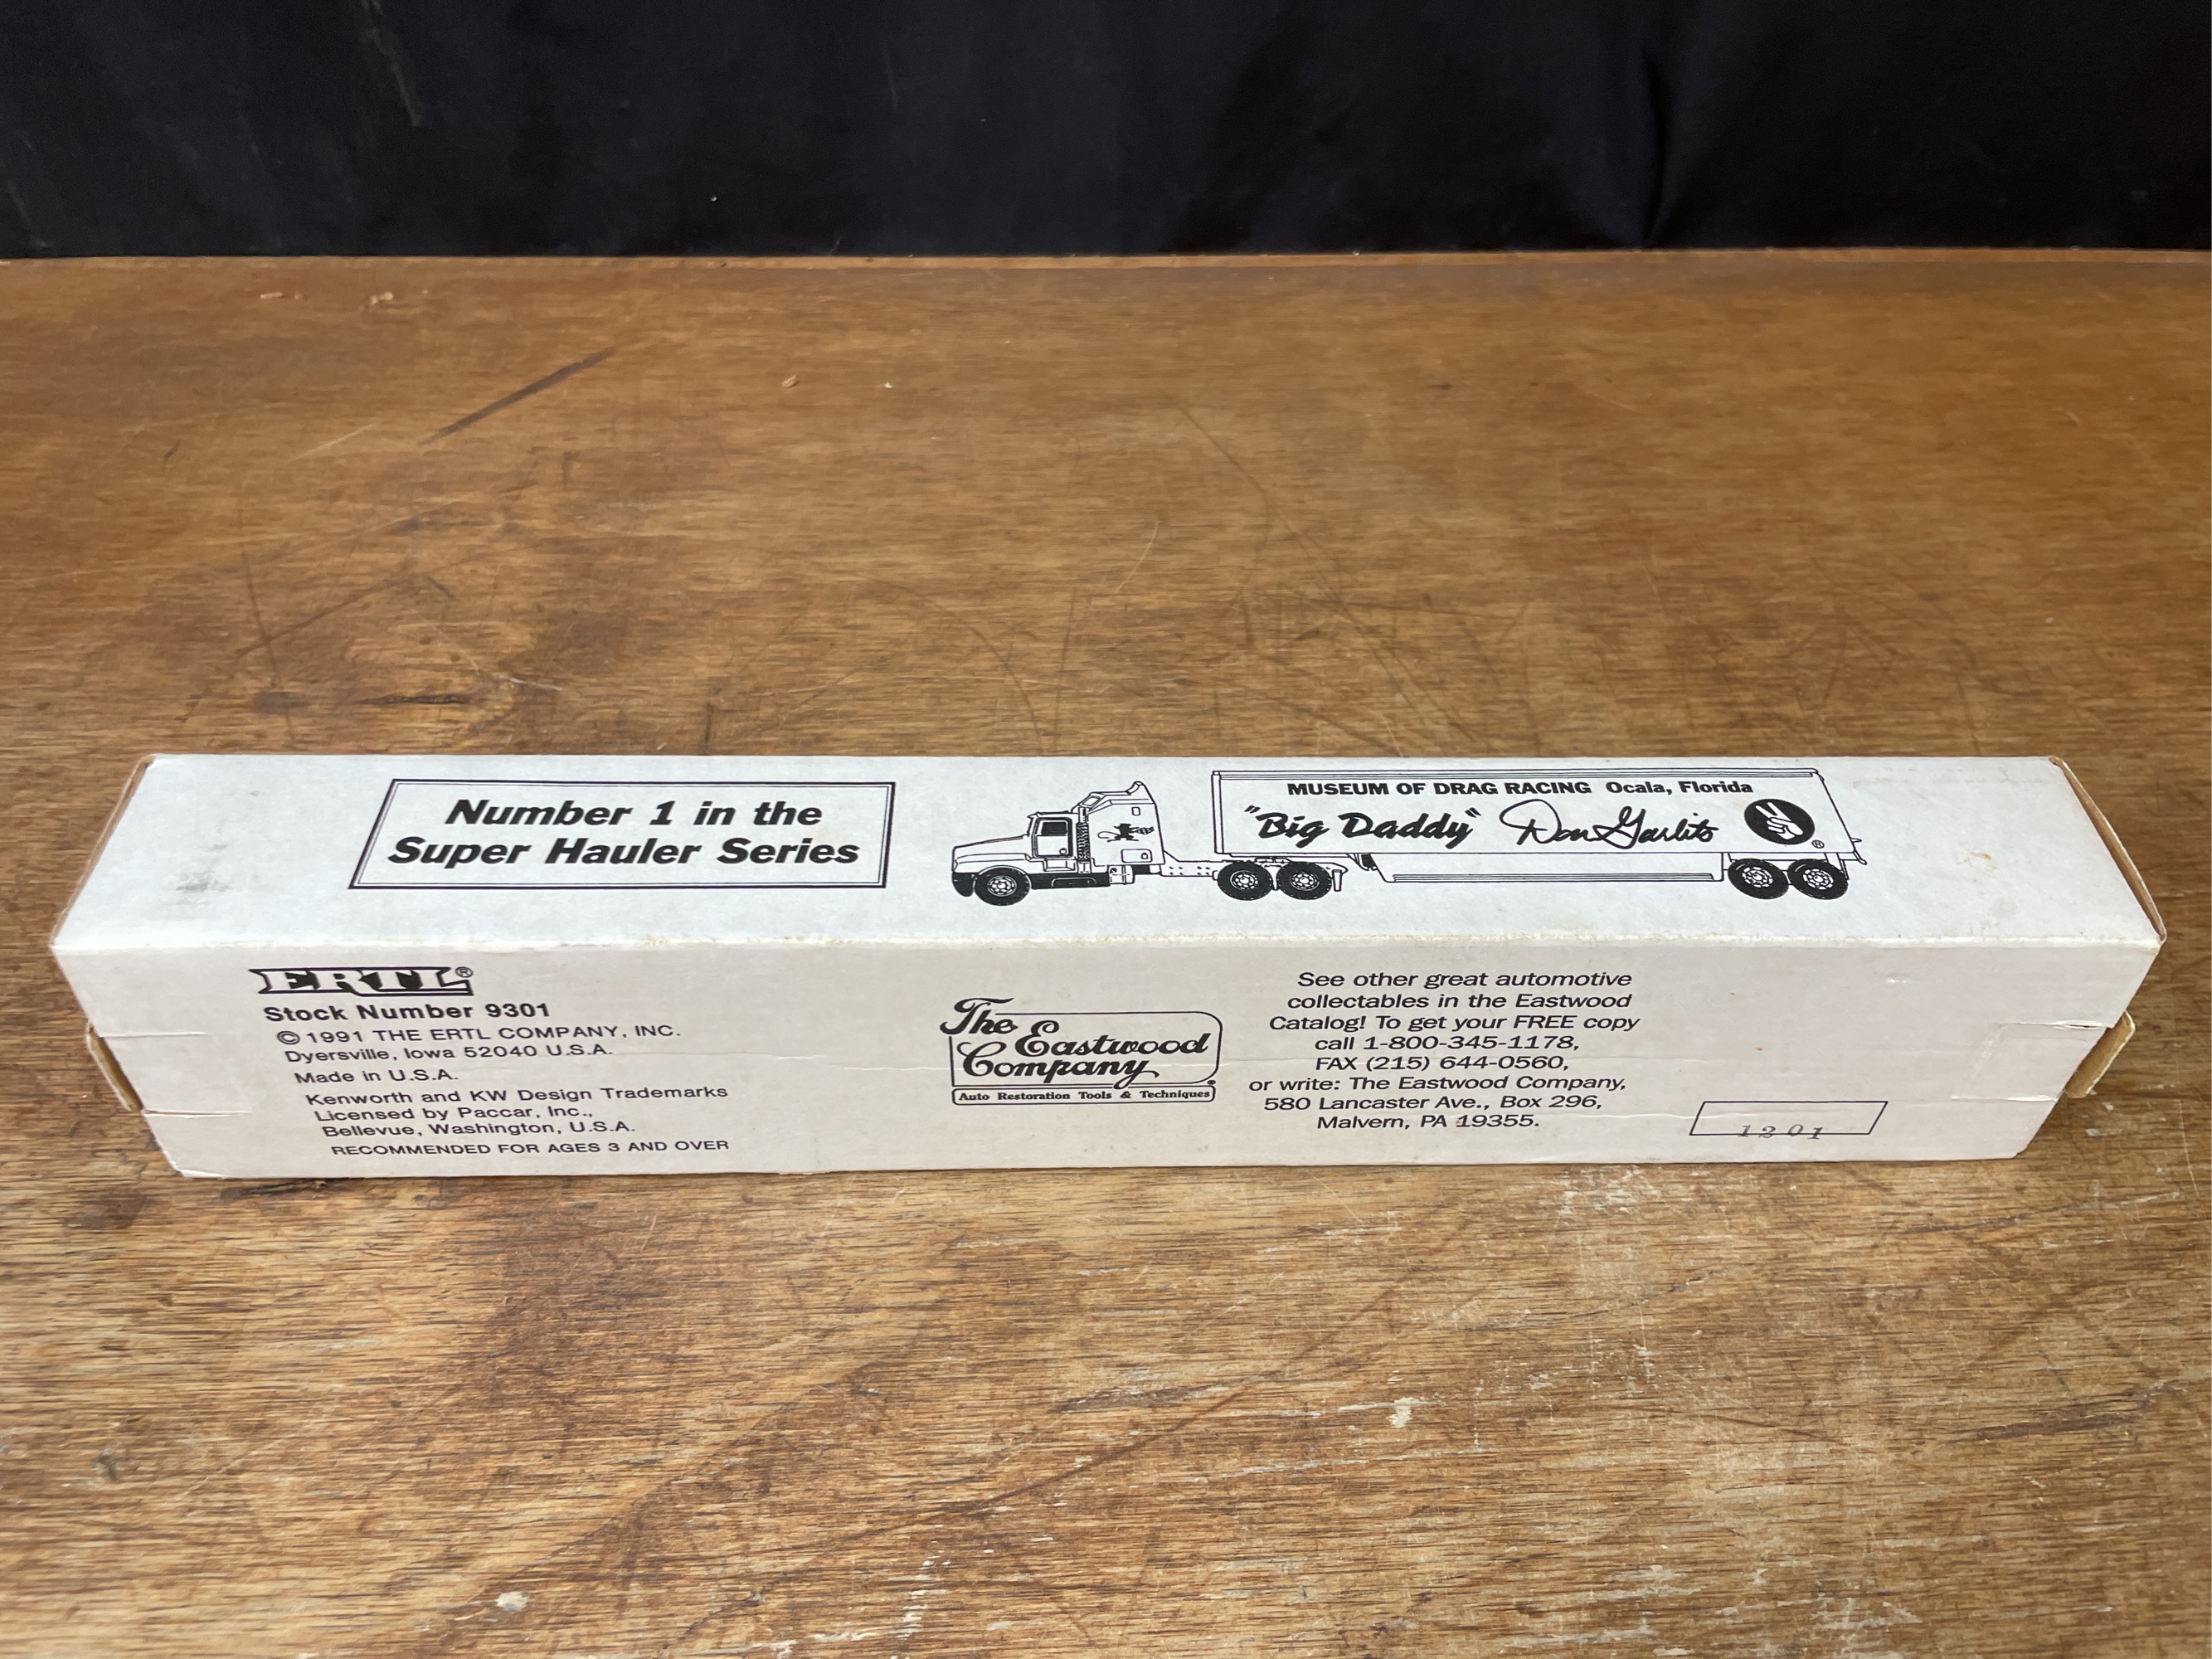 Number 1 in the
Super Hauler Series
MUSEUM OF DRAG RACING Ocala, Florida
"Big Daddy" Don Garlits
®
ERTL®
Stock Number 9301
© 1991 THE ERTL COMPANY, INC.
Dyersville, Iowa 52040 U.S.A.
Made in U.S.A.
Kenworth and KW Design Trademarks
Licensed by Paccar, Inc.,
Bellevue, Washington, U.S.A.
RECOMMENDED FOR AGES 3 AND OVER
The
Eastwood
Company
Auto Restoration Tools & Techniques
See other great automotive
collectables in the Eastwood
Catalog! To get your FREE copy
call 1-800-345-1178,
FAX (215) 644-0560,
or write: The Eastwood Company,
580 Lancaster Ave., Box 296,
Malvern, PA 19355.
1201